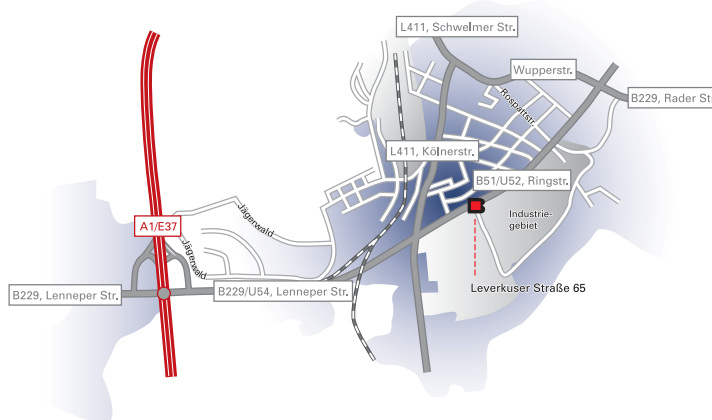 L411, Schwelmer Str.
Wupperstr.
B229, Rader Str
Rospattstr.
L411, Kölnerstr.
B51/U52, Ringstr.
Industrie-
gebiet
A1/E37
Jägerwald
Jägerwald
B229, Lenneper Str.
B229/U54, Lenneper Str.
Leverkuser Straße 65